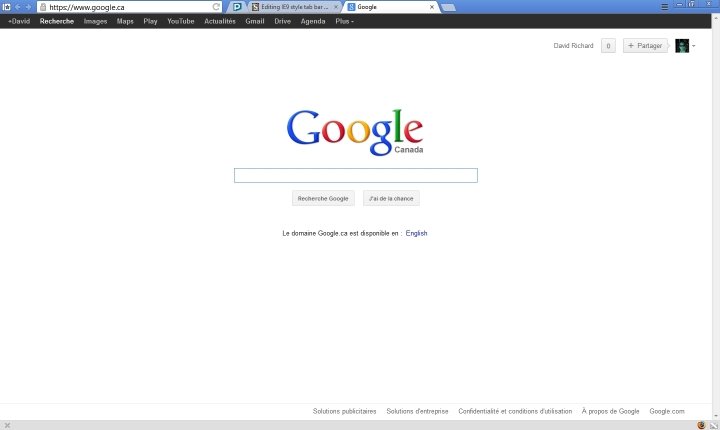 https://www.google.ca Editing IE9 style tab bar ... Google
+David Recherche Images Maps Play YouTube Actualités Gmail Drive Agenda Plus
David Richard 0 + Partager
Google
Canada
Recherche Google J'ai de la chance
Le domaine Google.ca est disponible en : English
Solutions publicitaires Solutions d'entreprise Confidentialité et conditions d'utilisation À propos de Google Google.com